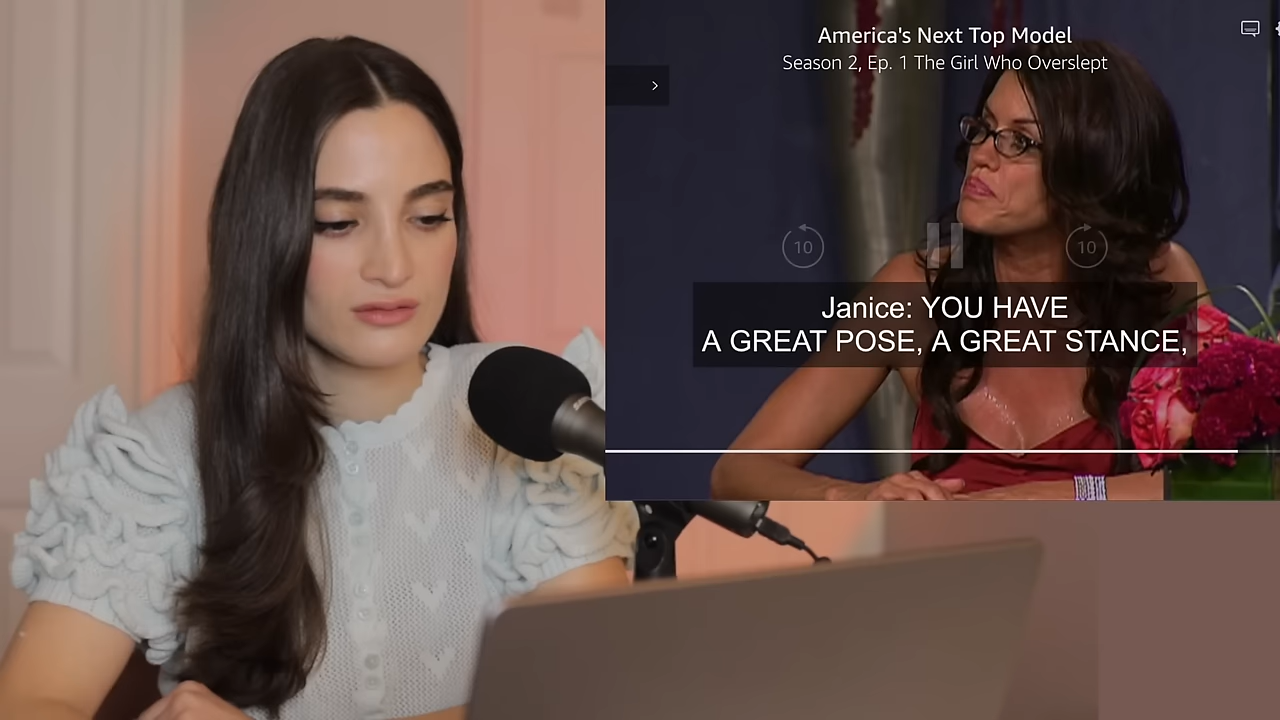 America's Next Top Model
Season 2, Ep. 1 The Girl Who Overslept
10
10
Janice: YOU HAVE
A GREAT POSE, A GREAT STANCE,